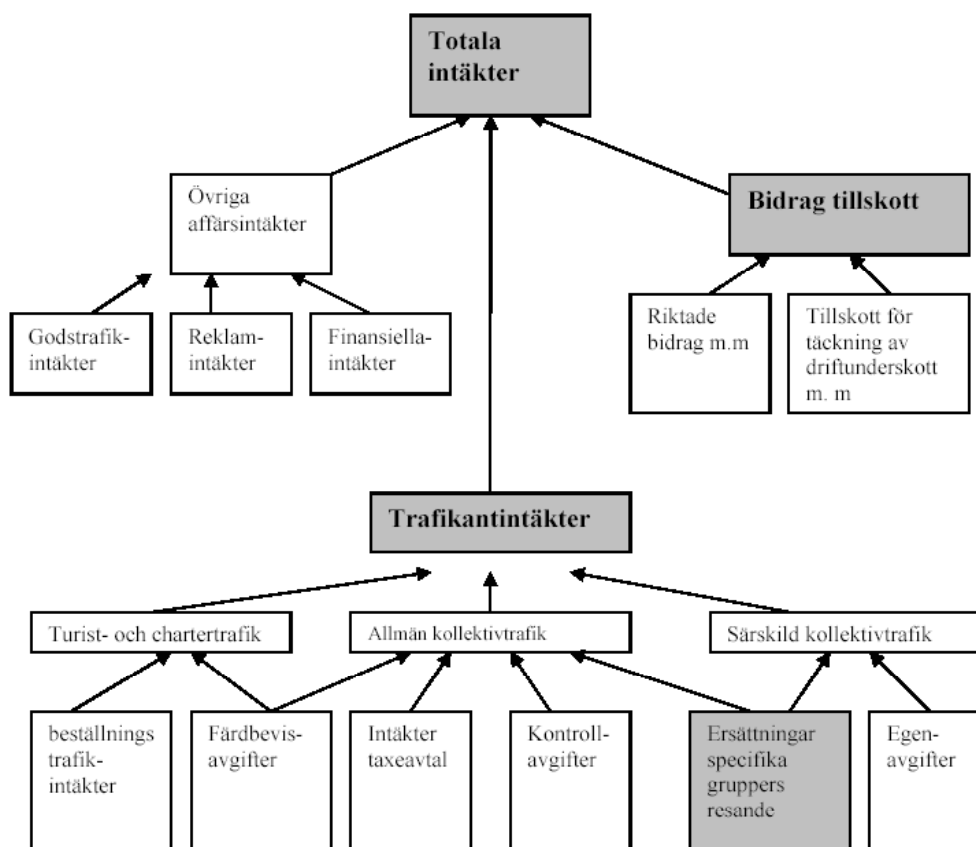 Totala
intäkter
Övriga
affärsintäkter
Bidrag tillskott
Godstrafik-
intäkter
Reklam-
intäkter
Finansiella-
intäkter
Riktade
bidrag m.m
Tillskott för
täckning av
driftunderskott
m. m
Trafikantintäkter
Turist- och chartertrafik
Allmän kollektivtrafik
Särskild kollektivtrafik
beställnings
trafik-
intäkter
Färdbevis-
avgifter
Intäkter
taxeavtal
Kontroll-
avgifter
Ersättningar
specifika
gruppers
resande
Egen-
avgifter